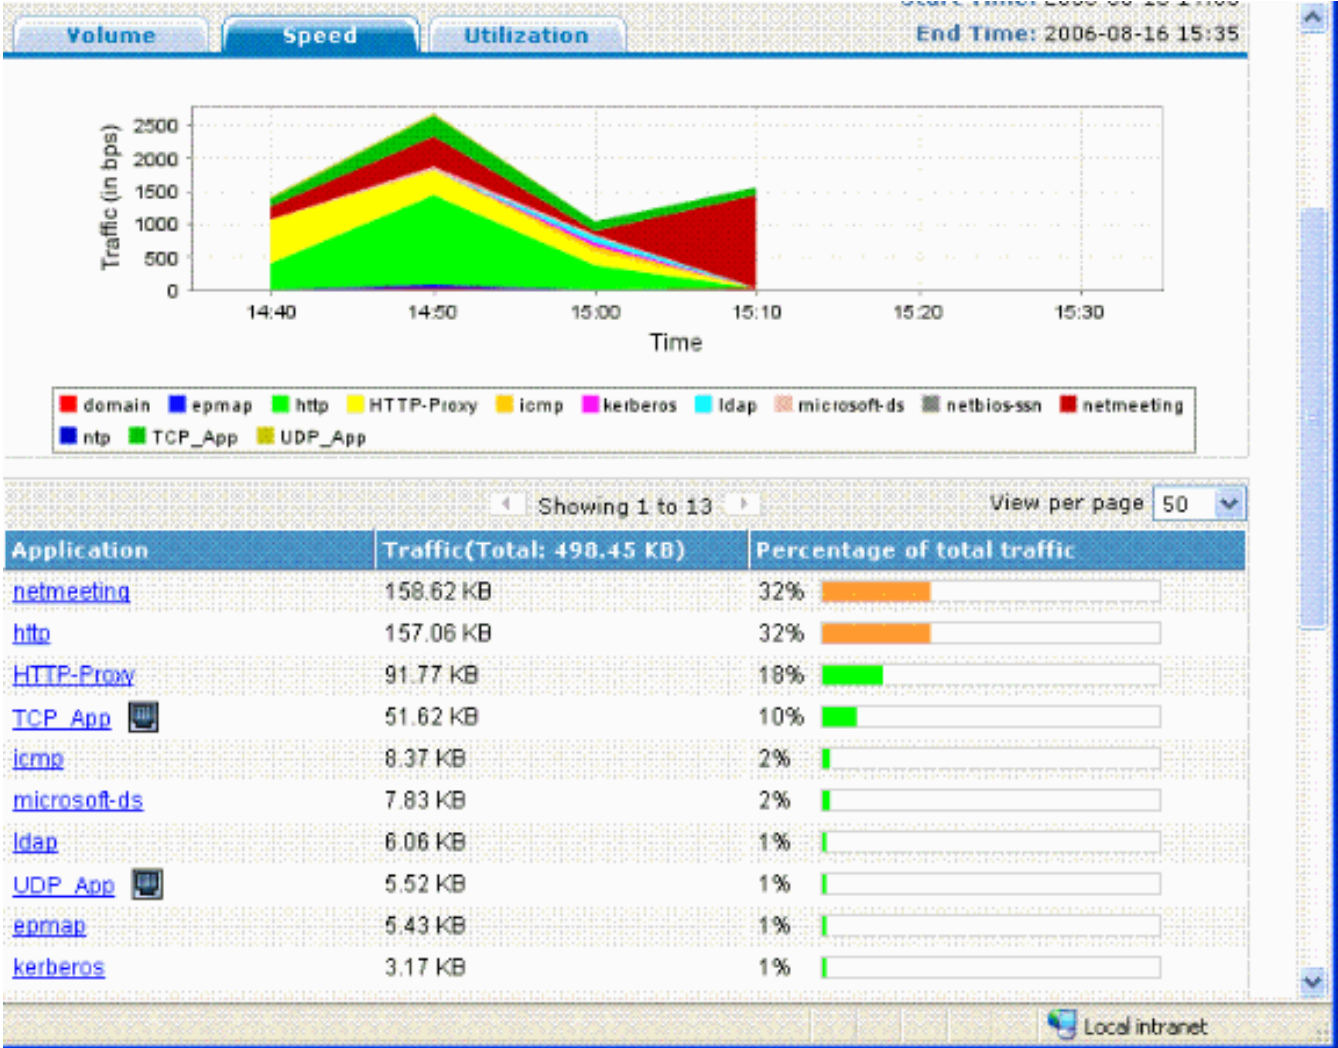 Volume Speed Utilization
End Time: 2006-08-16 15:35
Traffic (in bps)
2500
2000
1500
1000
500
0
14:40 14:50 15:00 15:10 15:20 15:30
Time
domain epmap http HTTP-Proxy icmp kerberos ldap microsoft-ds netbios-ssn netmeeting
ntp TCP_App UDP_App
Showing 1 to 13 View per page 50
Application Traffic(Total: 498.45 KB) Percentage of total traffic
netmeeting 158.62 KB 32%
http 157.06 KB 32%
HTTP-Proxy 91.77 KB 18%
TCP_App 51.62 KB 10%
icmp 8.37 KB 2%
microsoft-ds 7.83 KB 2%
ldap 6.06 KB 1%
UDP_App 5.52 KB 1%
epmap 5.43 KB 1%
kerberos 3.17 KB 1%
Local intranet